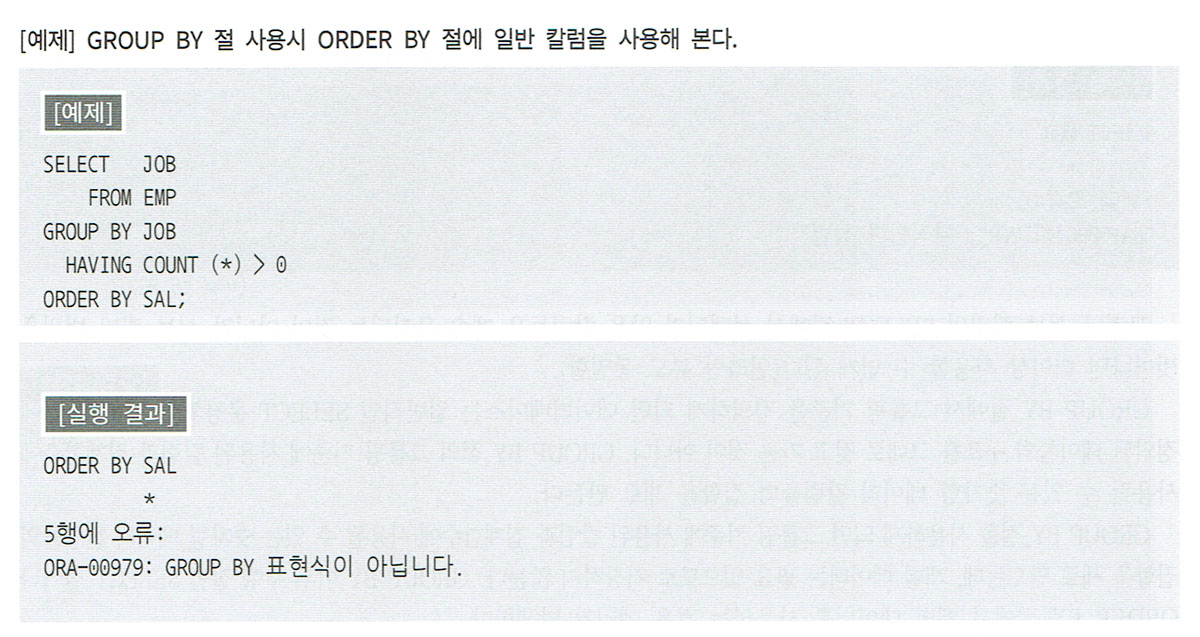 [예제] GROUP BY 절 사용시 ORDER BY 절에 일반 칼럼을 사용해 본다.
[예제]
SELECT   JOB
    FROM EMP
GROUP BY JOB
  HAVING COUNT (*) > 0
ORDER BY SAL;
[실행 결과]
ORDER BY SAL
         *
5행에 오류:
ORA-00979: GROUP BY 표현식이 아닙니다.